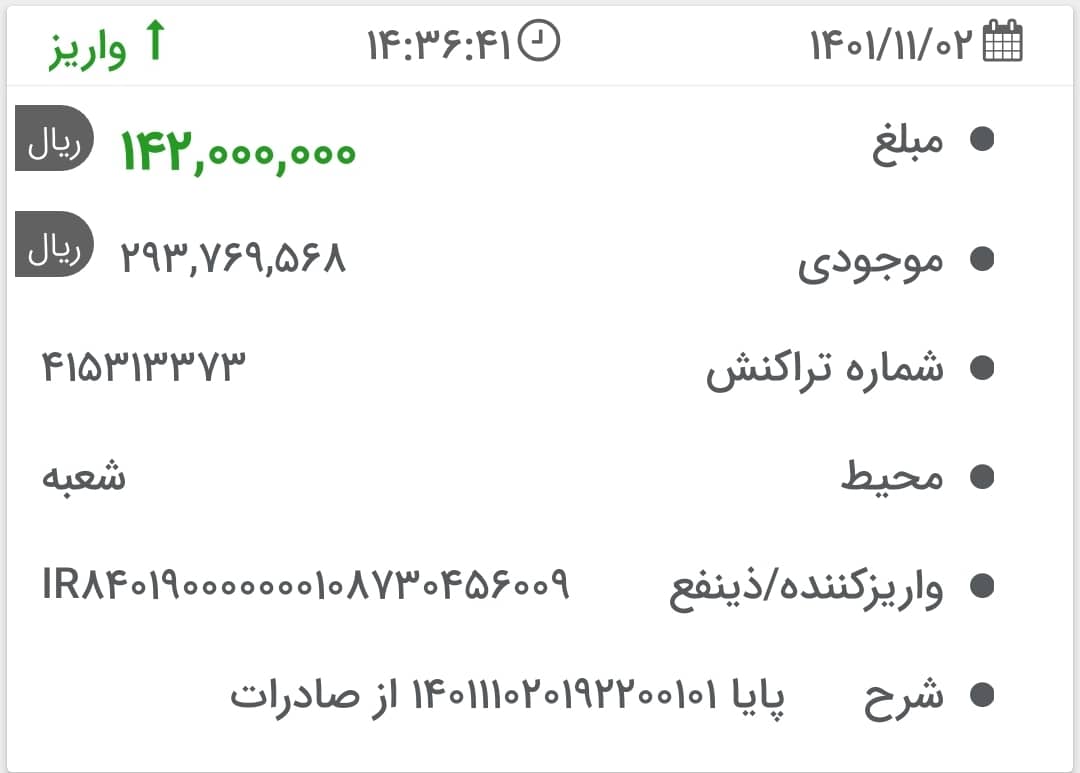 ۱۴۰۱/۱۱/۰۲ ۱۴:۳۶:۴۱ واریز
مبلغ ۱۴۲,۰۰۰,۰۰۰ ریال
موجودی ۲۹۳,۷۶۹,۵۶۸ ریال
شماره تراکنش ۴۱۵۳۱۳۳۷۳
محیط شعبه
واریزکننده/ذینفع IR۸۴۰۱۹۰۰۰۰۰۰۰۱۰۸۷۳۰۴۵۶۰۰۹
شرح پایا ۱۴۰۱۱۱۰۲۰۱۹۲۲۰۰۱۰۱ از صادرات